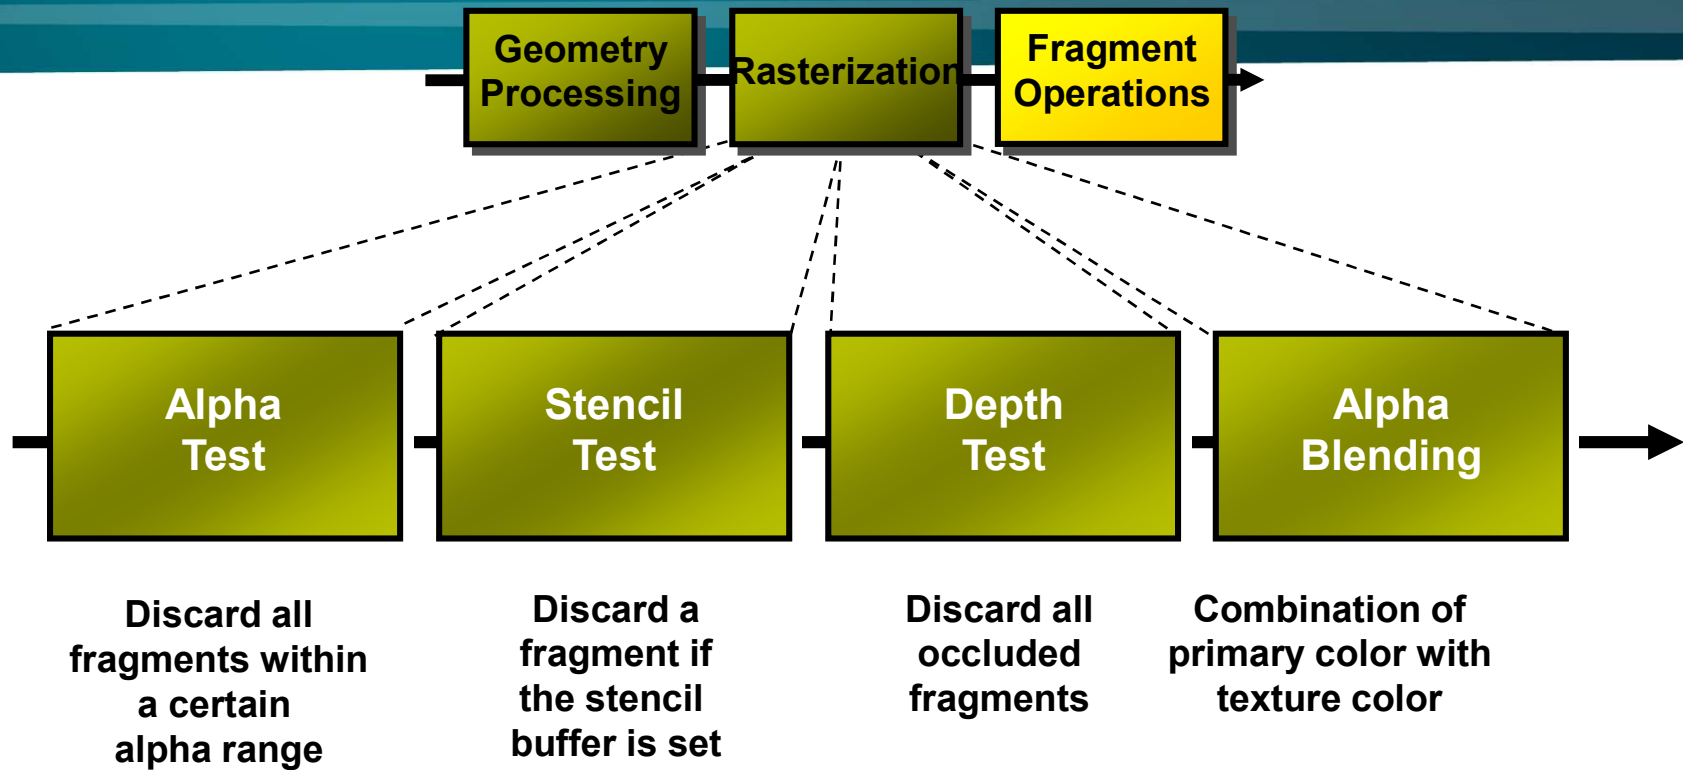 Geometry
Processing
Rasterization
Fragment
Operations
Alpha
Test
Stencil
Test
Depth
Test
Alpha
Blending
Discard all
fragments within
a certain
alpha range
Discard a
fragment if
the stencil
buffer is set
Discard all
occluded
fragments
Combination of
primary color with
texture color